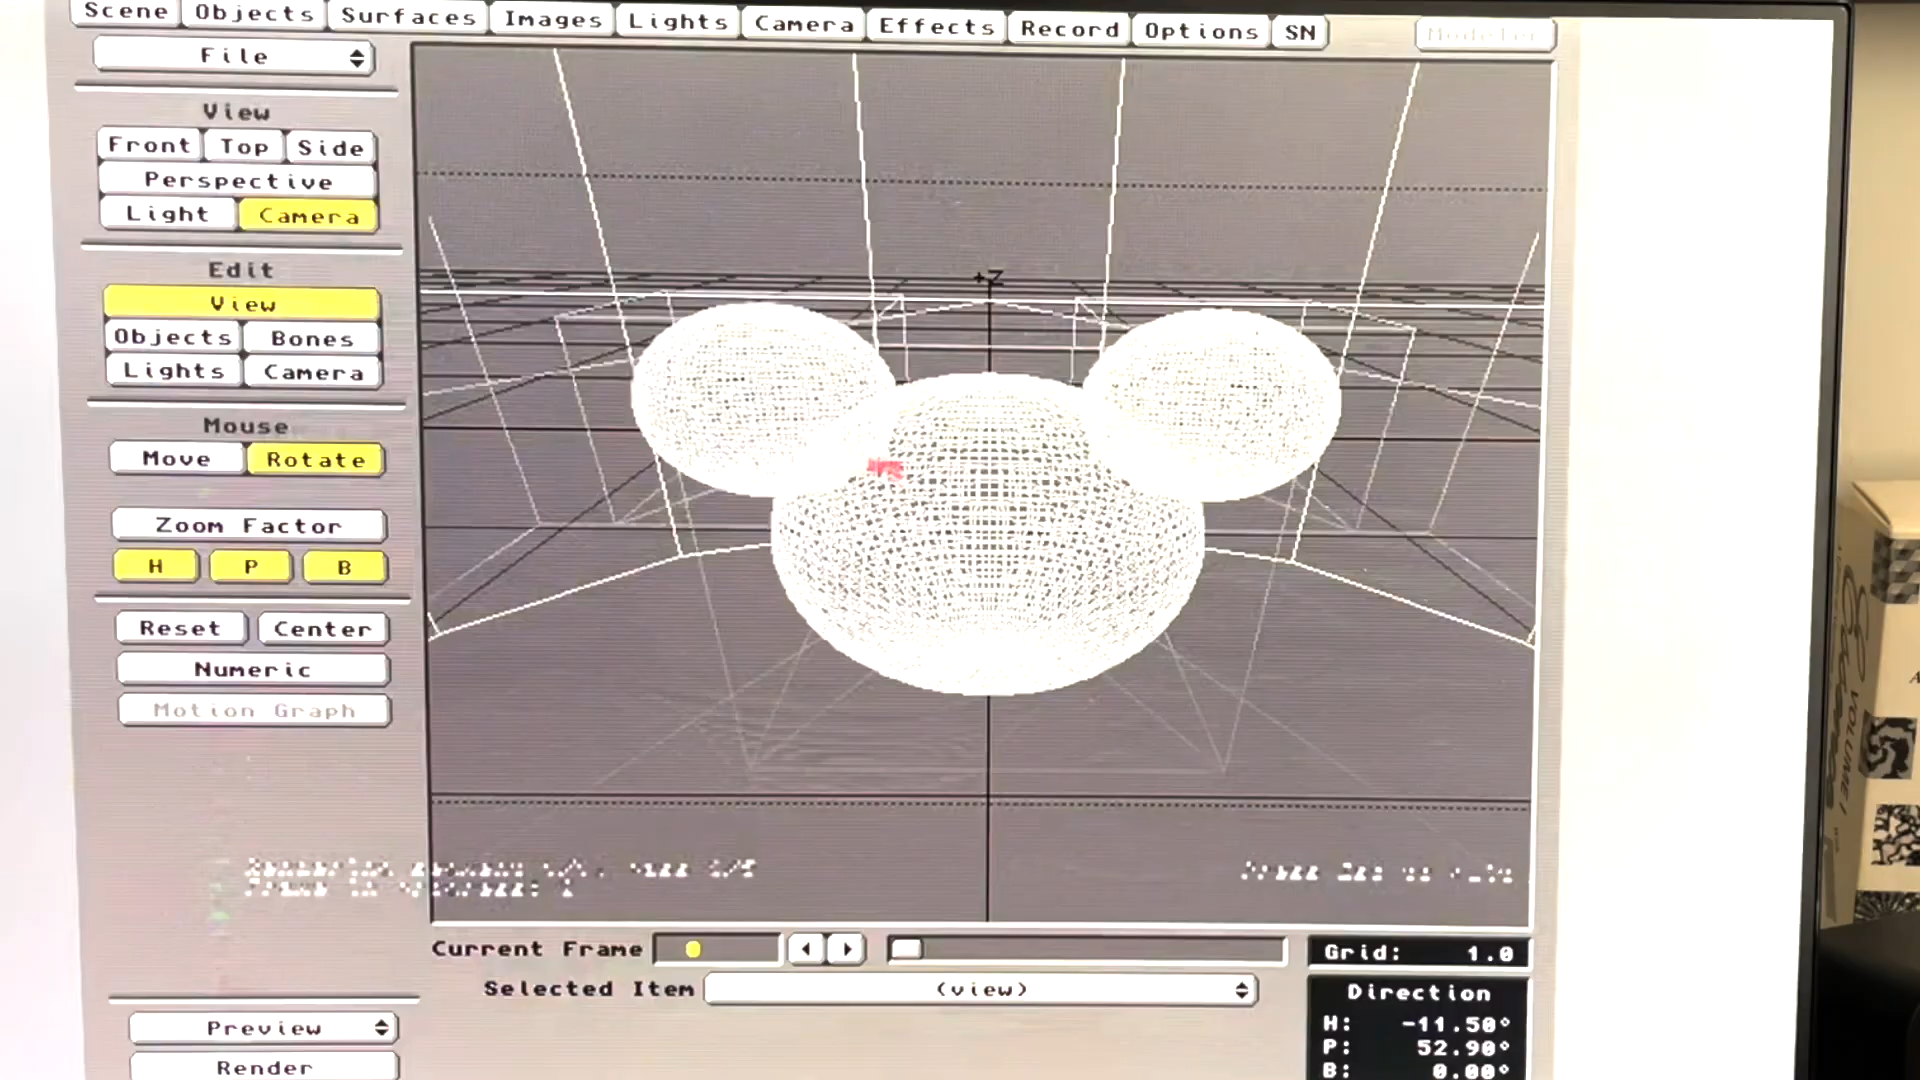 Scene Objects Surfaces Images Lights Camera Effects Record Options SN Modeler
File
View
Front Top Side
Perspective
Light Camera
Edit
View
Objects Bones
Lights Camera
Mouse
Move Rotate
Zoom Factor
H P B
Reset Center
Numeric
Motion Graph
+Z
Current Frame
Grid: 1.0
Selected Item (view)
Direction
H: -11.50°
P: 52.90°
B: 0.00°
Preview
Render
VOLUME I